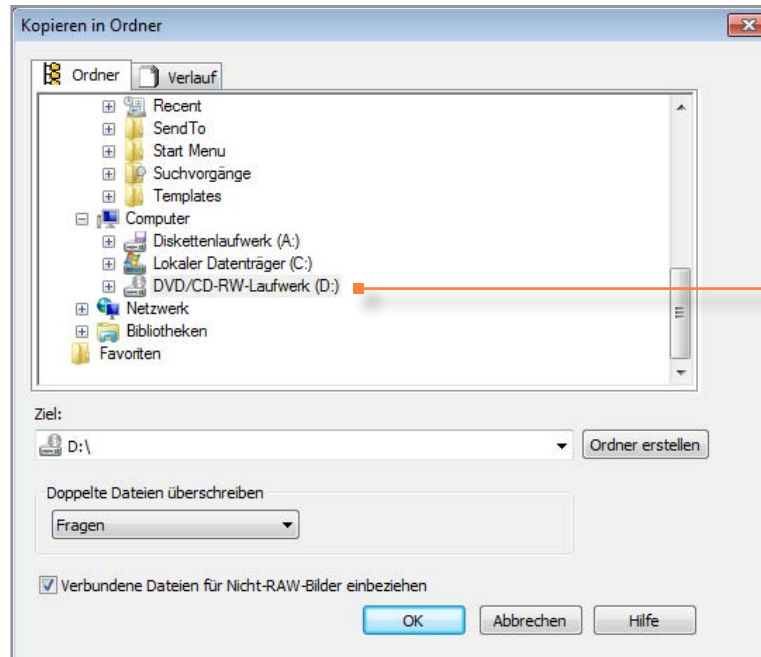 Kopieren in Ordner
Ordner
Verlauf
Recent
SendTo
Start Menu
Suchvorgänge
Templates
Computer
Diskettenlaufwerk (A:)
Lokaler Datenträger (C:)
DVD/CD-RW-Laufwerk (D:)
Netzwerk
Bibliotheken
Favoriten
Ziel:
D:\
Ordner erstellen
Doppelte Dateien überschreiben
Fragen
Verbundene Dateien für Nicht-RAW-Bilder einbeziehen
OK
Abbrechen
Hilfe